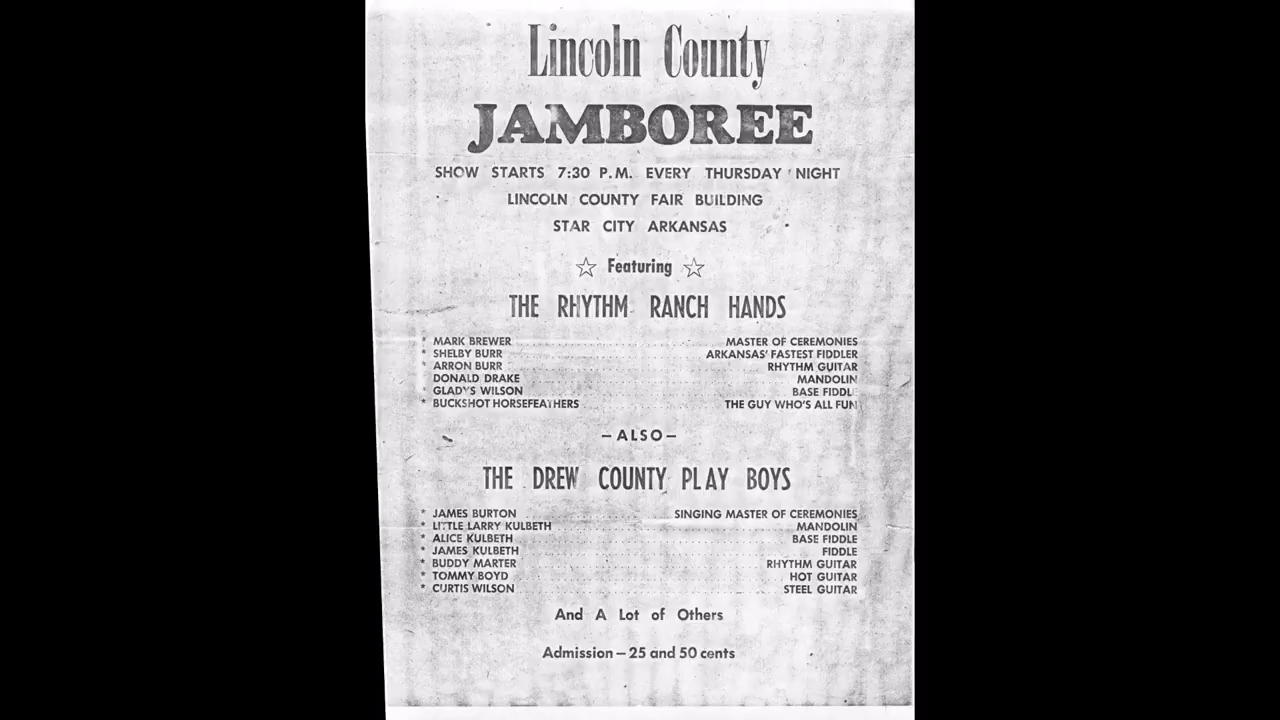 Lincoln County
JAMBOREE
SHOW STARTS 7:30 P.M. EVERY THURSDAY NIGHT
LINCOLN COUNTY FAIR BUILDING
STAR CITY ARKANSAS
☆ Featuring ☆
THE RHYTHM RANCH HANDS
* MARK BREWER MASTER OF CEREMONIES
* SHELBY BURR ARKANSAS' FASTEST FIDDLER
* ARRON BURR RHYTHM GUITAR
DONALD DRAKE MANDOLIN
* GLADYS WILSON BASE FIDDLE
* BUCKSHOT HORSEFEATHERS THE GUY WHO'S ALL FUN
– ALSO –
THE DREW COUNTY PLAY BOYS
* JAMES BURTON SINGING MASTER OF CEREMONIES
* LITTLE LARRY KULBETH MANDOLIN
* ALICE KULBETH BASE FIDDLE
* JAMES KULBETH FIDDLE
* BUDDY MARTER RHYTHM GUITAR
* TOMMY BOYD HOT GUITAR
* CURTIS WILSON STEEL GUITAR
And A Lot of Others
Admission – 25 and 50 cents